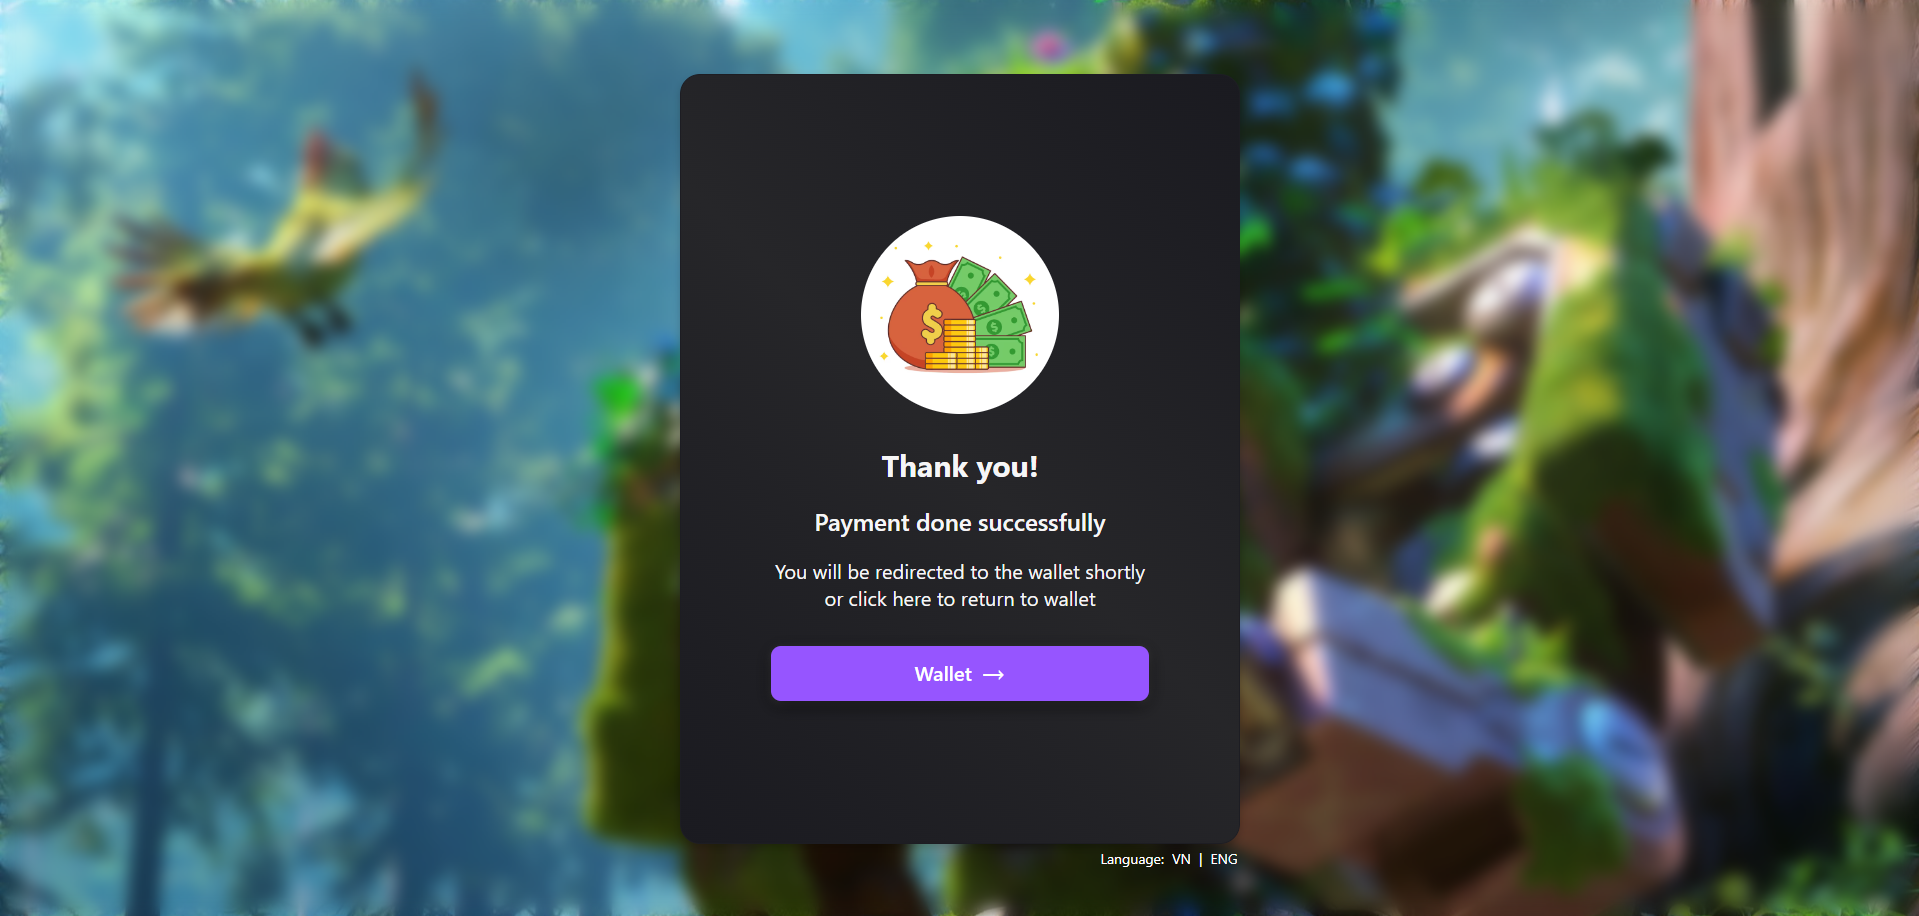 Thank you!
Payment done successfully
You will be redirected to the wallet shortly
or click here to return to wallet
Wallet →
Language: VN | ENG